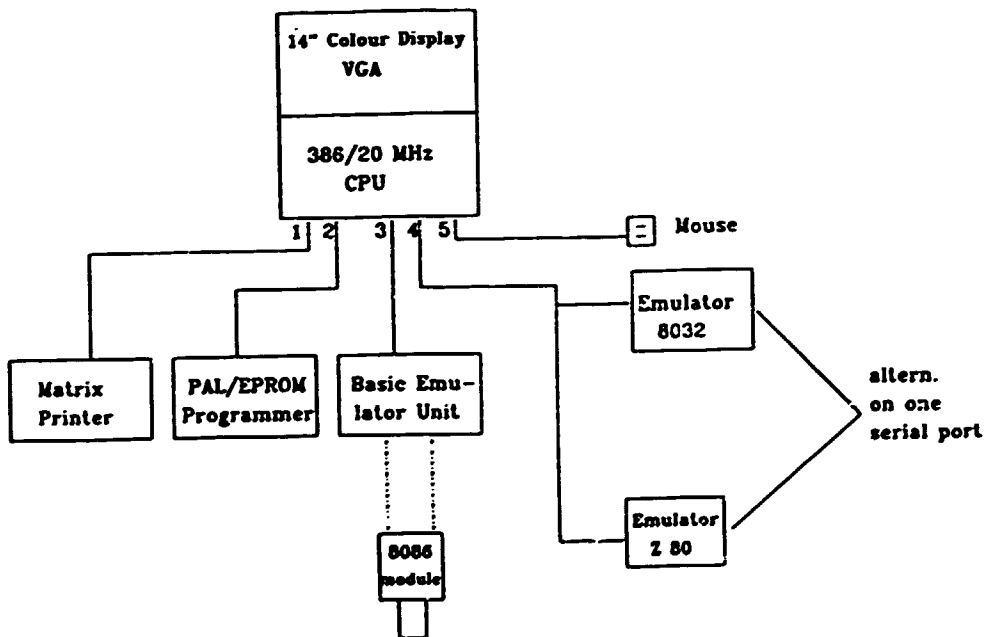 14" Colour Display
VGA
386/20 MHz
CPU
1 2 3 4 5
Mouse
Emulator
8032
Matrix
Printer
PAL/EPROM
Programmer
Basic Emu-
lator Unit
altern.
on one
serial port
Emulator
Z 80
8086
module